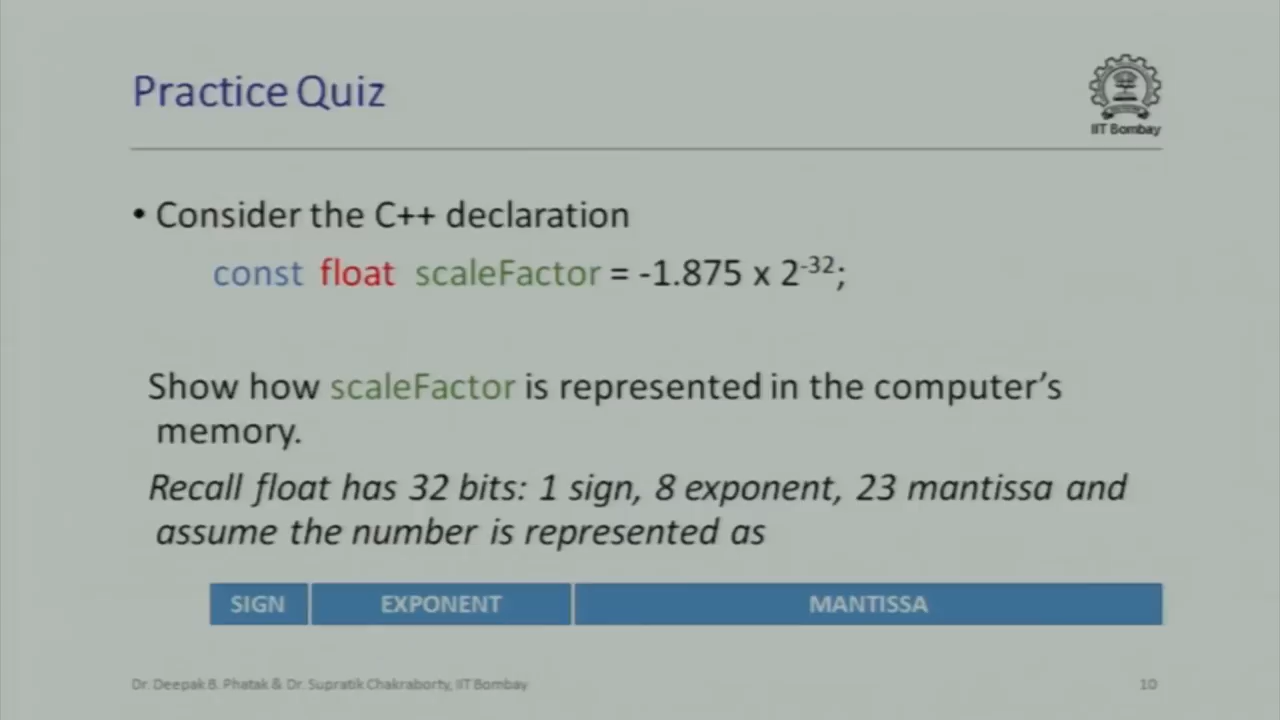 Practice Quiz
IIT Bombay
• Consider the C++ declaration
const float scaleFactor = -1.875 x 2^-32;
Show how scaleFactor is represented in the computer's
memory.
Recall float has 32 bits: 1 sign, 8 exponent, 23 mantissa and
assume the number is represented as
SIGN EXPONENT MANTISSA
Dr. Deepak B. Phatak & Dr. Supratik Chakraborty, IIT Bombay 10